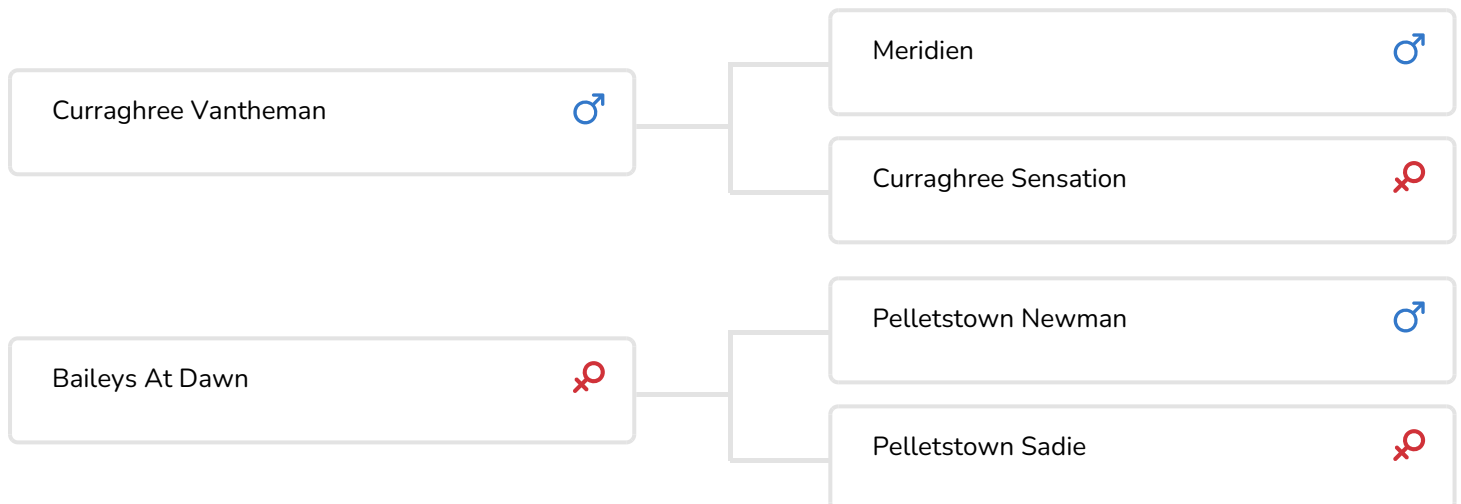 Meridien
Curraghree Vantheman
Curraghree Sensation
Pelletstown Newman
Baileys At Dawn
Pelletstown Sadie